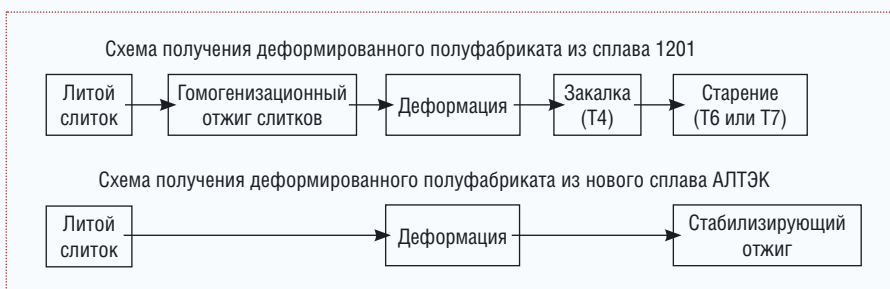 Схема получения деформированного полуфабриката из сплава 1201
Литой
слиток
Гомогенизационный
отжиг слитков
Деформация
Закалка
(Т4)
Старение
(Т6 или Т7)
Схема получения деформированного полуфабриката из нового сплава АЛТЭК
Литой
слиток
Деформация
Стабилизирующий
отжиг